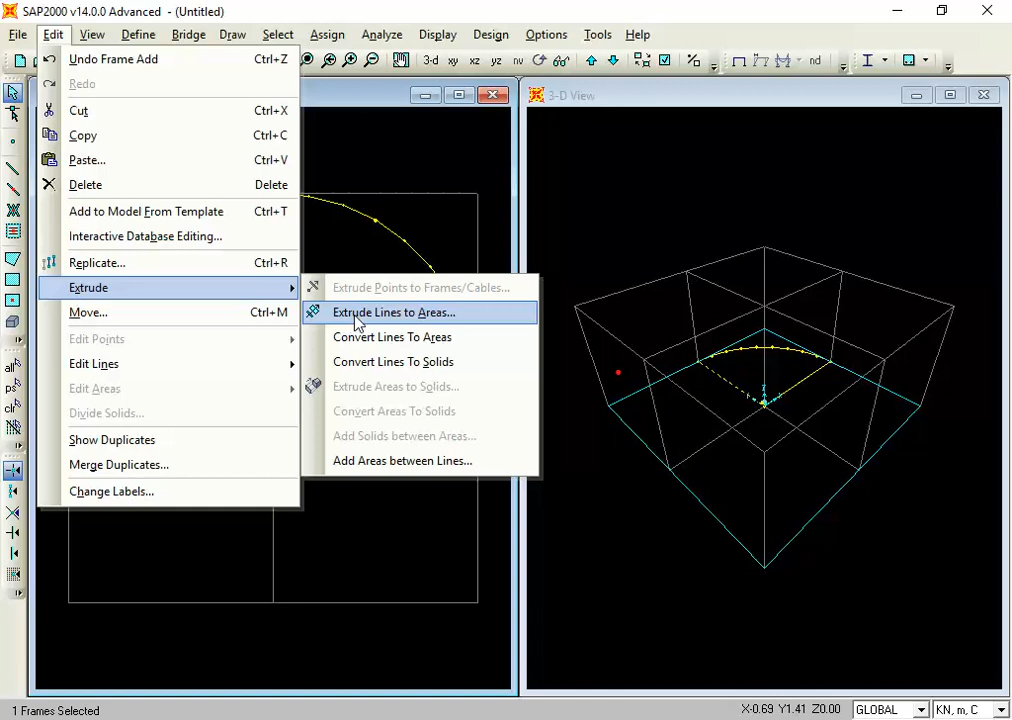 SAP2000 v14.0.0 Advanced - (Untitled)
File Edit View Define Bridge Draw Select Assign Analyze Display Design Options Tools Help
3-d xy xz yz nv nd
Undo Frame Add Ctrl+Z
Redo
Cut Ctrl+X
Copy Ctrl+C
Paste... Ctrl+V
Delete Delete
Add to Model From Template Ctrl+T
Interactive Database Editing...
Replicate... Ctrl+R
Extrude
Move... Ctrl+M
Edit Points
Edit Lines
Edit Areas
Divide Solids...
Show Duplicates
Merge Duplicates...
Change Labels...
Extrude Points to Frames/Cables...
Extrude Lines to Areas...
Convert Lines To Areas
Convert Lines To Solids
Extrude Areas to Solids...
Convert Areas To Solids
Add Solids between Areas...
Add Areas between Lines...
3-D View
all
ps
clr
1 Frames Selected
X-0.69 Y1.41 Z0.00
GLOBAL
KN, m, C